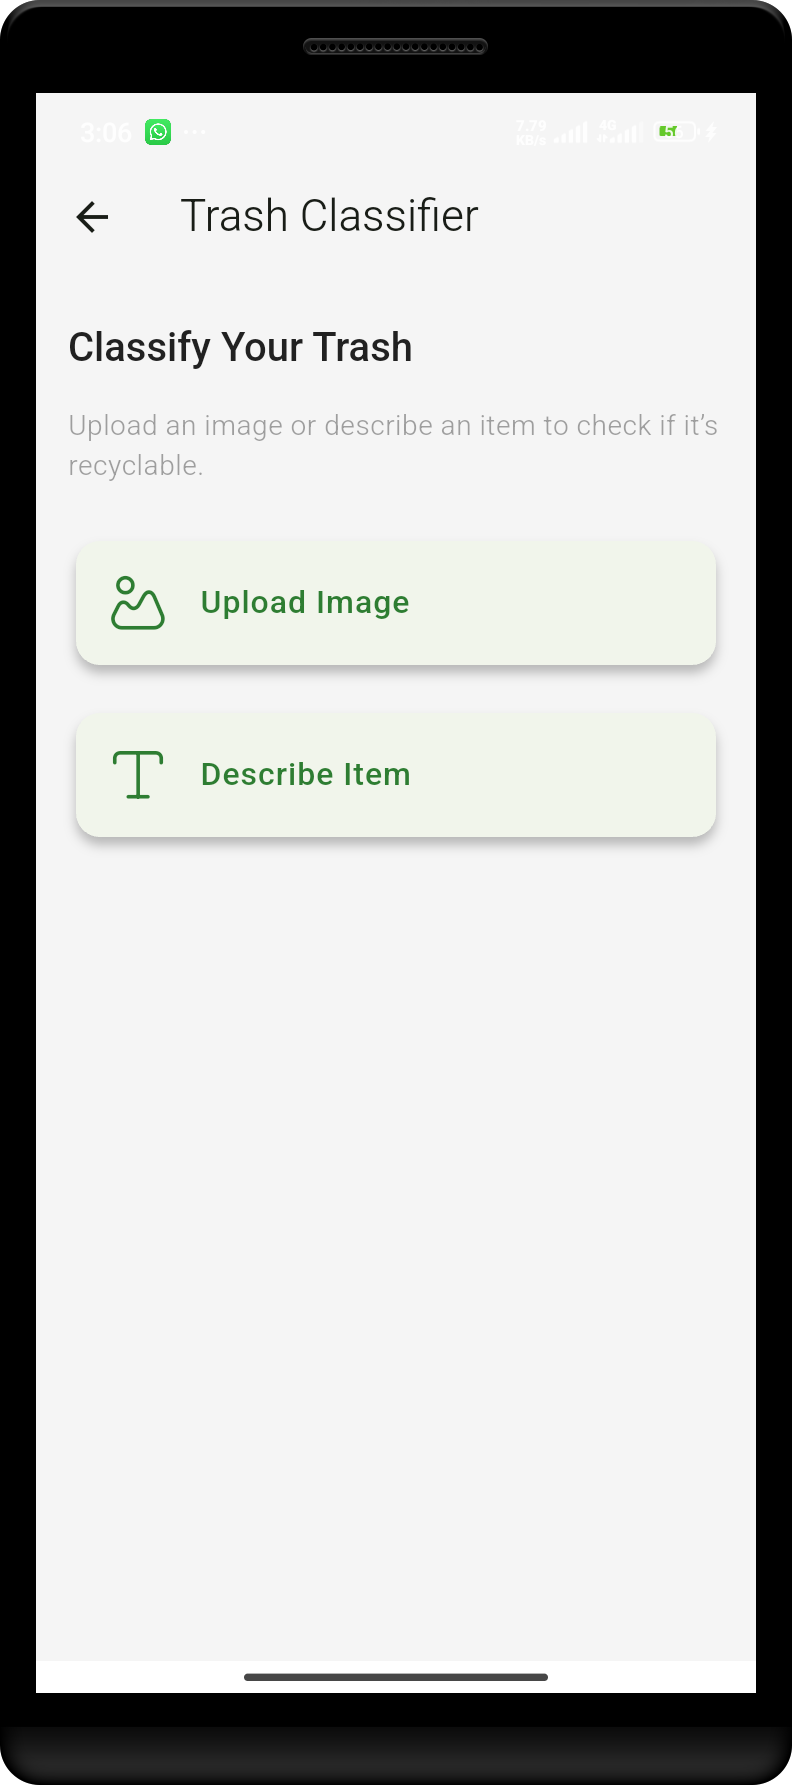 3:06 ...
7.79
KB/s
4G
56
Trash Classifier
Classify Your Trash
Upload an image or describe an item to check if it’s
recyclable.
Upload Image
Describe Item